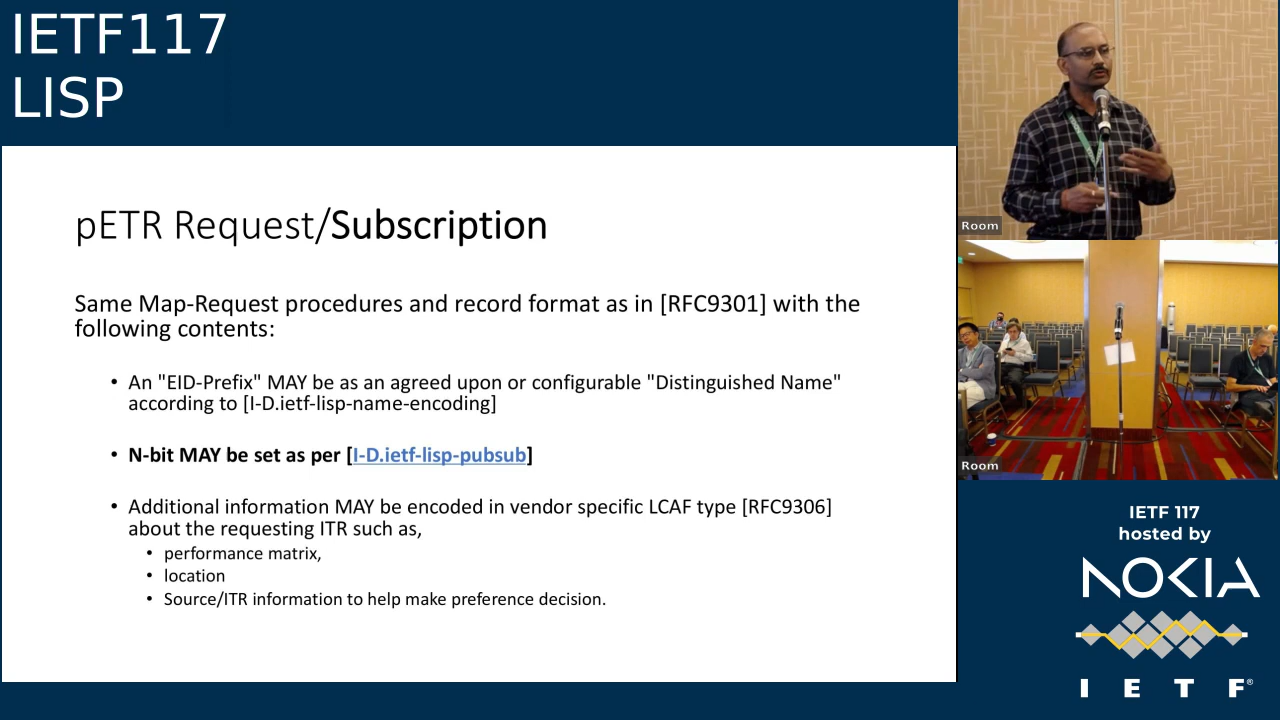 IETF117
LISP
pETR Request/Subscription
Same Map-Request procedures and record format as in [RFC9301] with the
following contents:
• An "EID-Prefix" MAY be as an agreed upon or configurable "Distinguished Name"
according to [I-D.ietf-lisp-name-encoding]
• N-bit MAY be set as per [I-D.ietf-lisp-pubsub]
• Additional information MAY be encoded in vendor specific LCAF type [RFC9306]
about the requesting ITR such as,
• performance matrix,
• location
• Source/ITR information to help make preference decision.
Room
Room
IETF 117
hosted by
NOKIA
IETF®